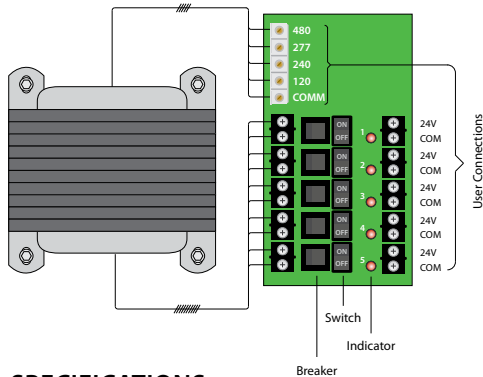 480
277
240
120
COMM
ON
OFF
1
24V
COM
ON
OFF
2
24V
COM
ON
OFF
3
24V
COM
ON
OFF
4
24V
COM
ON
OFF
5
24V
COM
User Connections
Switch
Indicator
Breaker